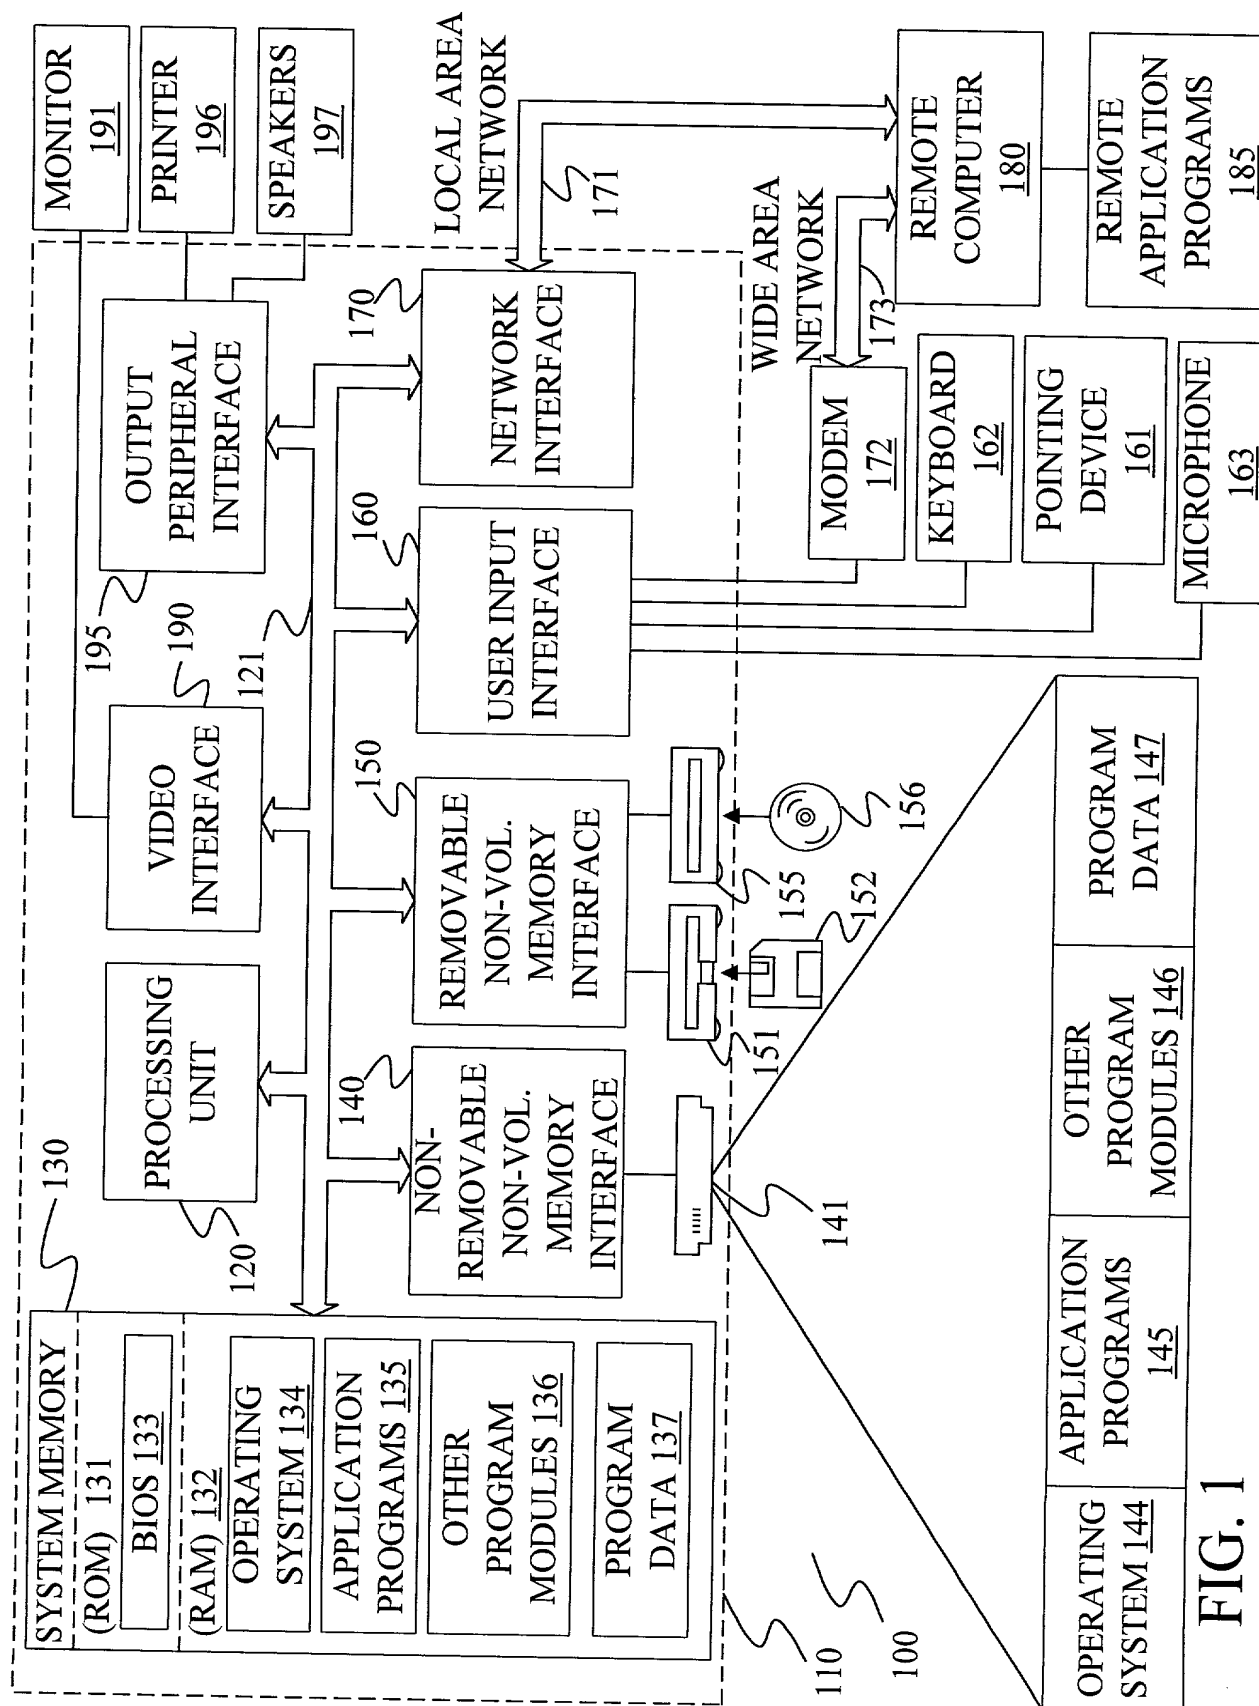 SYSTEM MEMORY
(ROM) 131
BIOS 133
(RAM) 132
OPERATING
SYSTEM 134
APPLICATION
PROGRAMS 135
OTHER
PROGRAM
MODULES 136
PROGRAM
DATA 137
130
120
PROCESSING
UNIT
VIDEO
INTERFACE
190
121
195
OUTPUT
PERIPHERAL
INTERFACE
MONITOR
191
PRINTER
196
SPEAKERS
197
140
NON-
REMOVABLE
NON-VOL.
MEMORY
INTERFACE
150
REMOVABLE
NON-VOL.
MEMORY
INTERFACE
160
USER INPUT
INTERFACE
170
NETWORK
INTERFACE
LOCAL AREA
NETWORK
171
WIDE AREA
NETWORK
173
141
151
152
155
156
MODEM
172
KEYBOARD
162
POINTING
DEVICE
161
MICROPHONE
163
REMOTE
COMPUTER
180
REMOTE
APPLICATION
PROGRAMS
185
110
100
OPERATING
SYSTEM 144
APPLICATION
PROGRAMS
145
OTHER
PROGRAM
MODULES 146
PROGRAM
DATA 147
FIG. 1